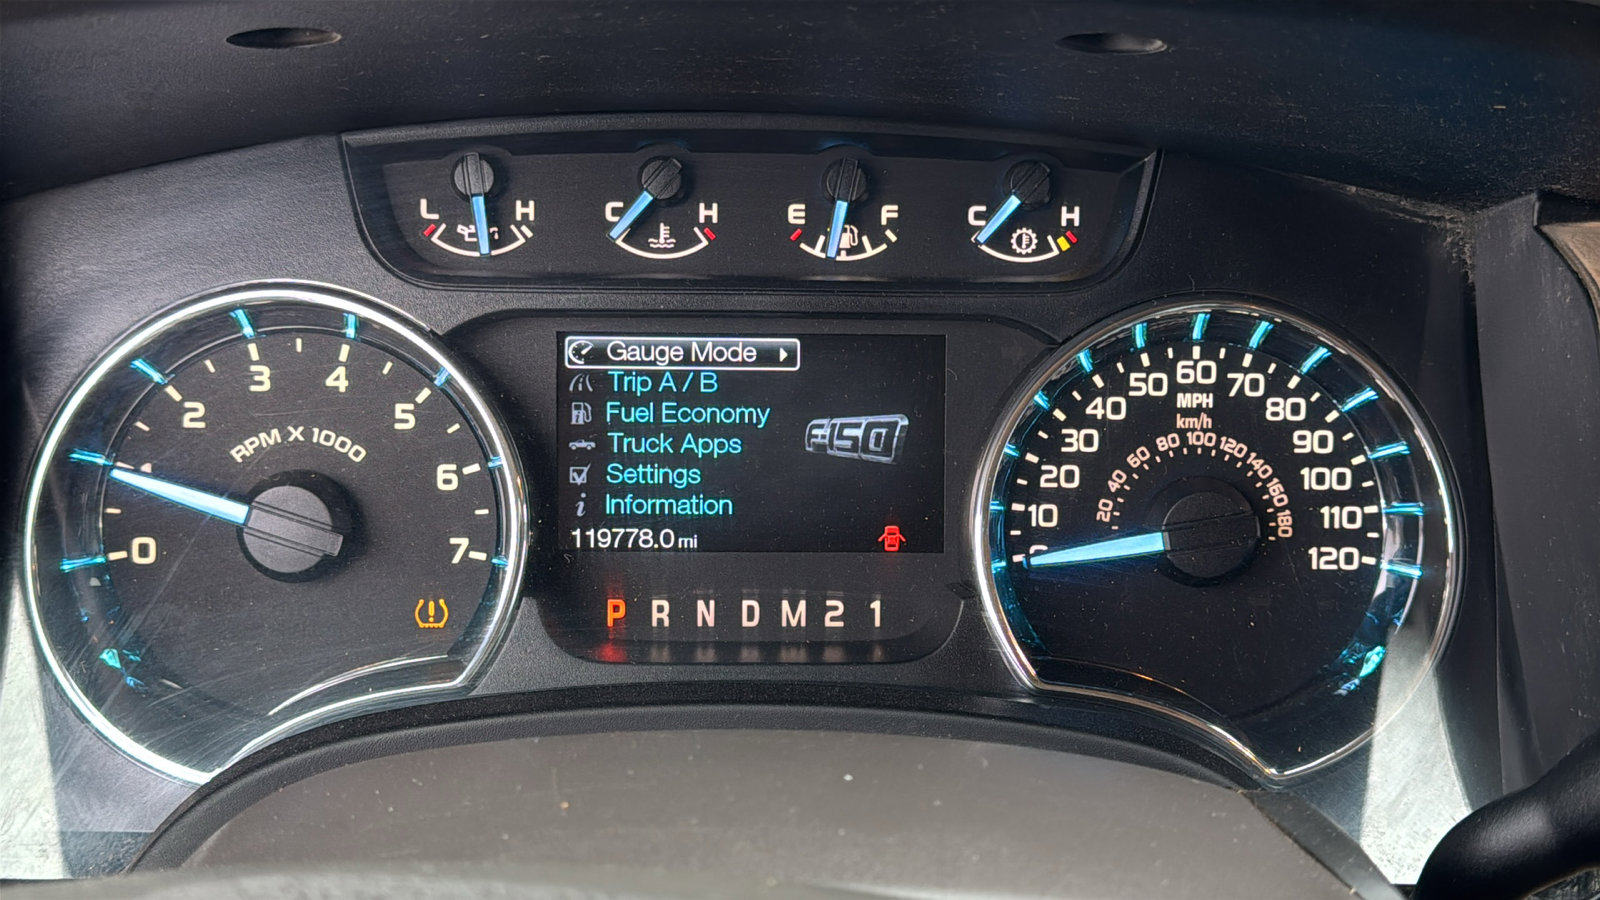 L H
C H
E F
C H
0 1 2 3 4 5 6 7
RPM X 1000
Gauge Mode
Trip A / B
Fuel Economy
Truck Apps
Settings
i Information
F150
119778.0 mi
P R N D M 2 1
0 10 20 30 40 50 60 70 80 90 100 110 120
MPH
km/h
20 40 60 80 100 120 140 160 180